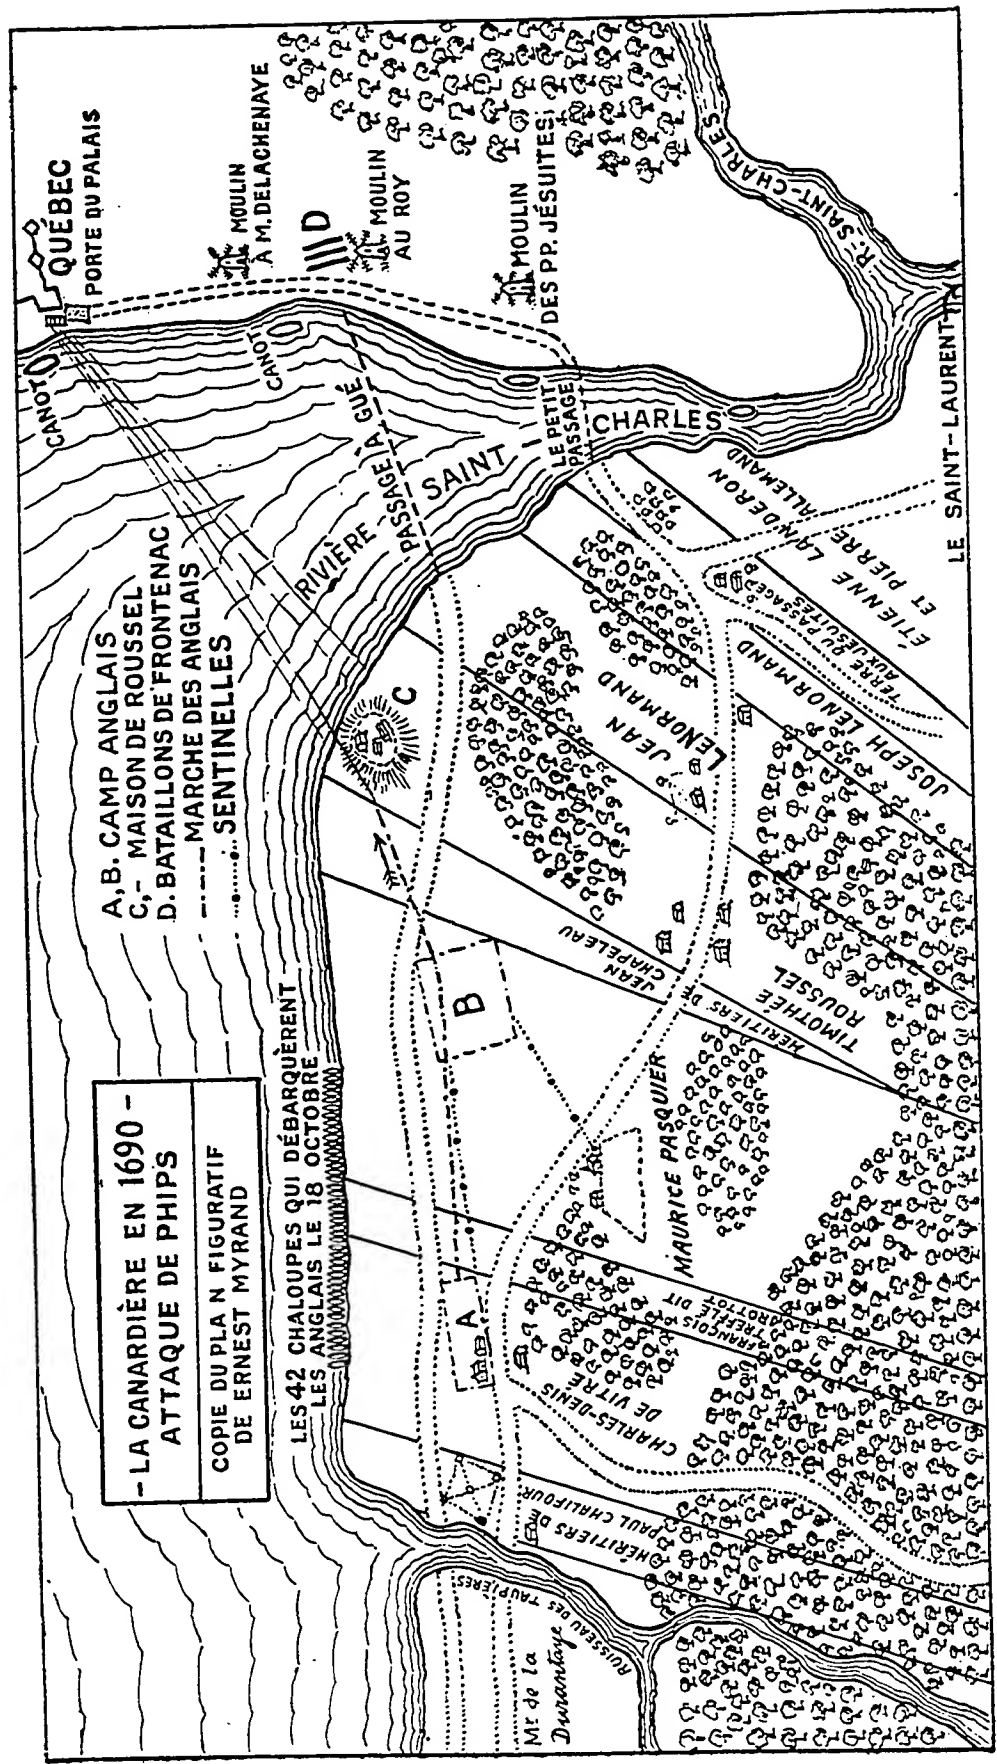 - LA CANARDIÈRE EN 1690 -
ATTAQUE DE PHIPS
COPIE DU PLA N FIGURATIF
DE ERNEST MYRAND
A,B. CAMP ANGLAIS
C,- MAISON DE ROUSSEL
D. BATAILLONS DE FRONTENAC
MARCHE DES ANGLAIS
SENTINELLES
LES 42 CHALOUPES QUI DÉBARQUÈRENT
LES ANGLAIS LE 18 OCTOBRE
QUÉBEC
PORTE DU PALAIS
CANOT
CANOT
MOULIN
À M. DELACHENAYE
D
MOULIN
AU ROY
MOULIN
DES PP. JÉSUITES
PASSAGE À GUÉ
RIVIÈRE SAINT-CHARLES
LE PETIT
PASSAGE
R. SAINT-CHARLES
LE SAINT-LAURENT
C
B
A
ÉTIENNE LANDERON
ET PIERRE ALLEMAND
TERRE DU PASSAGE
AUX JÉSUITES
JOSEPH LENORMAND
JEAN
LENORMAND
TIMOTHÉE
ROUSSEL
HÉRITIERS DE
JEAN
CHAPELEAU
MAURICE PASQUIER
FRANÇOIS TREFFLÉ DIT
ROTTOT
CHARLES-DENIS
DE VITRÉ
HÉRITIERS DE
PAUL CHALIFOUR
RUISSEAU DES TAUPIÈRES
Mr de la
Durantaye